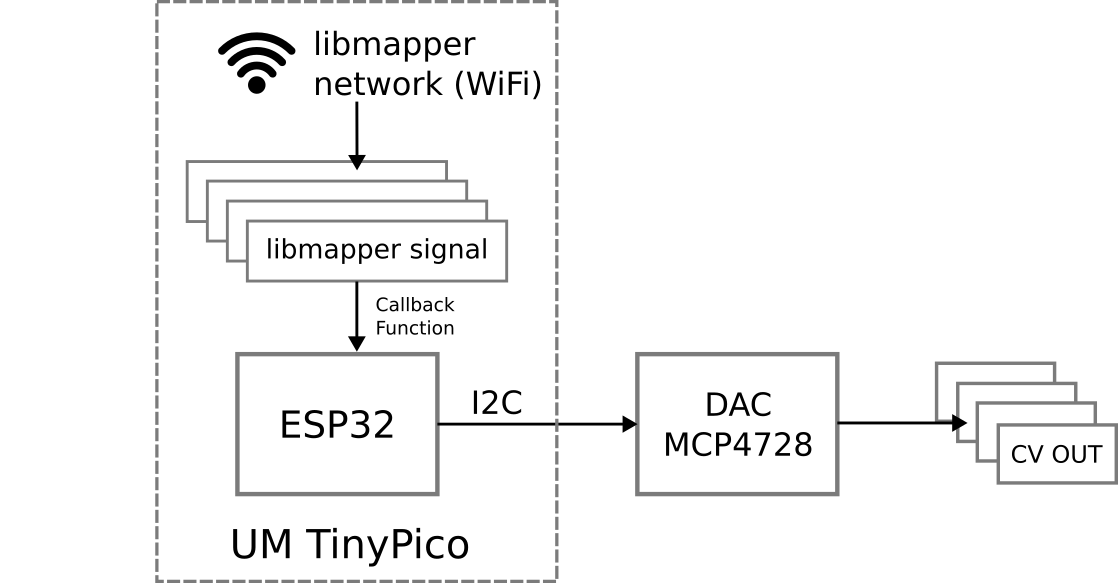 libmapper
network (WiFi)
libmapper signal
Callback
Function
ESP32
I2C
DAC
MCP4728
CV OUT
UM TinyPico